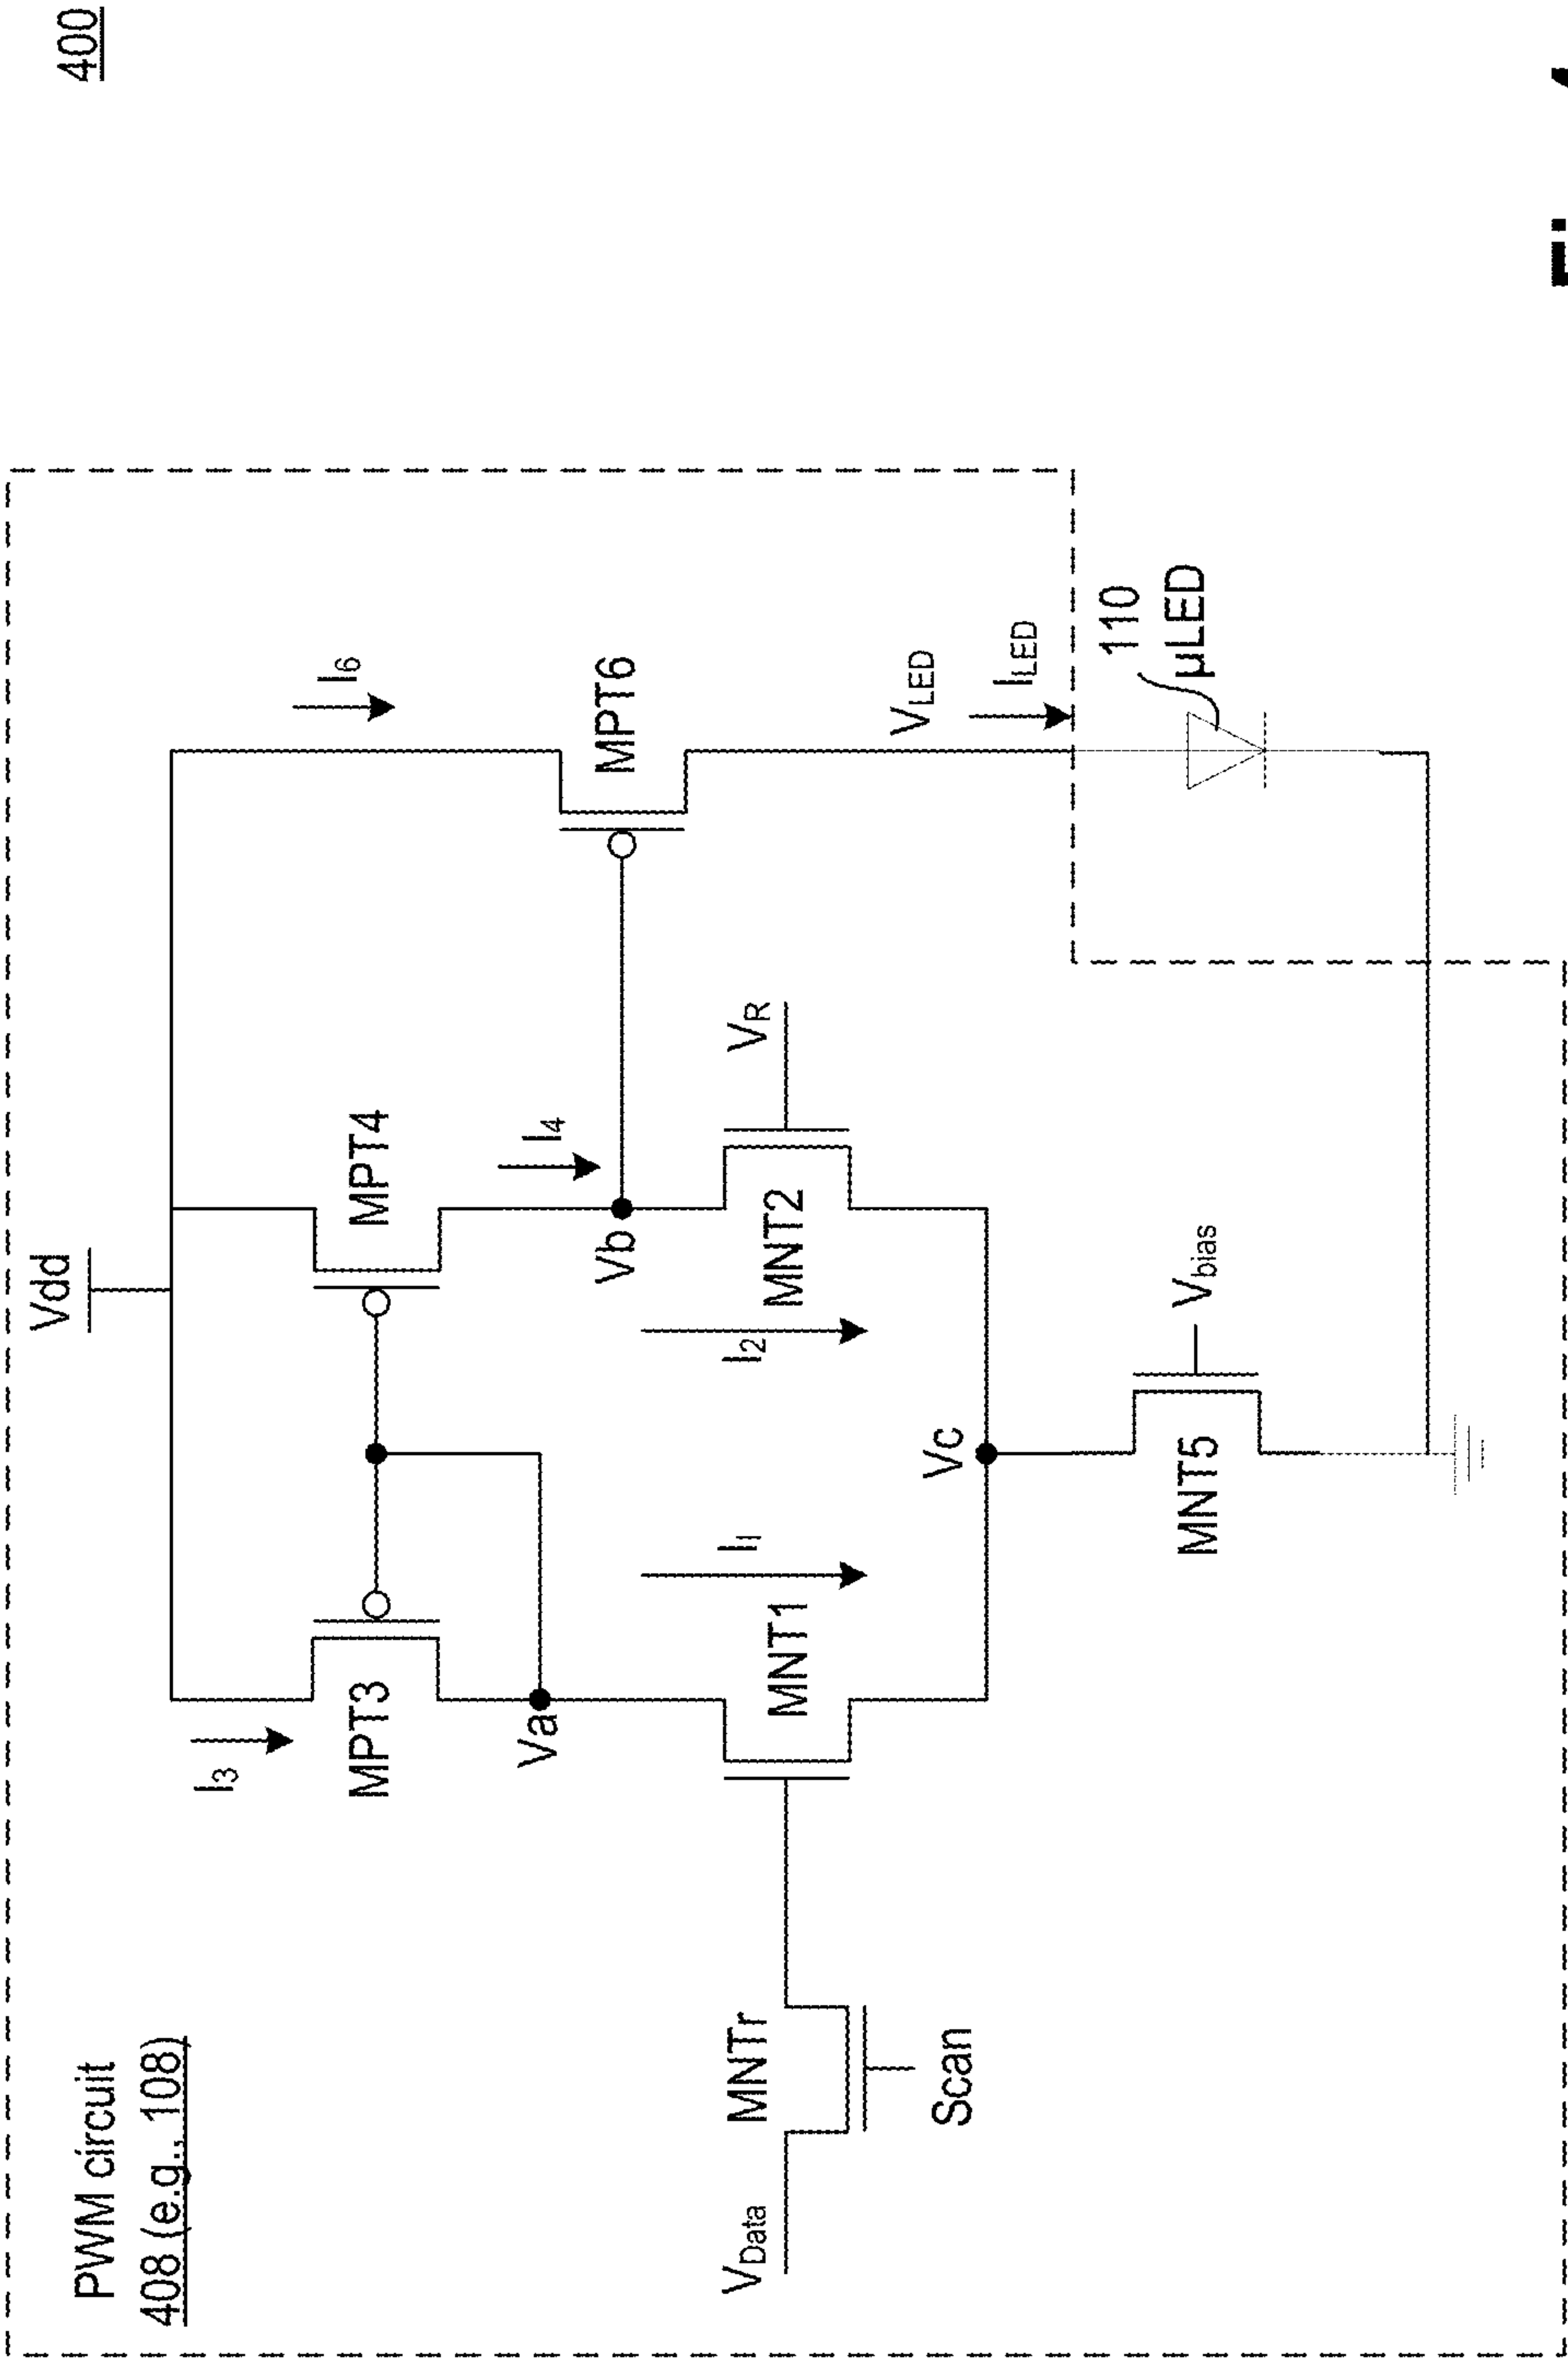 400
PWM circuit
408 (e.g., 108)
Vdd
I3
MPT3
MPT4
I6
Va
I4
Vb
MPT6
VData
MNTr
Scan
MNT1
I1
I2
MNT2
VR
VLED
ILED
Vc
110
µLED
MNT5
Vbias